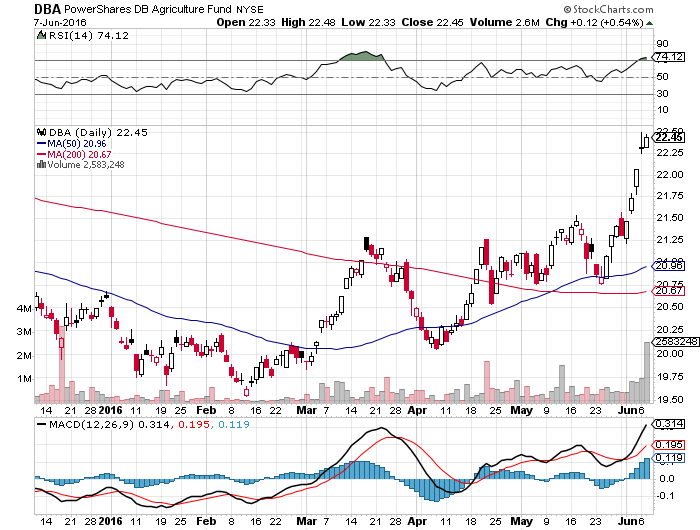 DBA PowerShares DB Agriculture Fund NYSE © StockCharts.com
7-Jun-2016 Open 22.33 High 22.48 Low 22.33 Close 22.45 Volume 2.6M Chg +0.12 (+0.54%)
RSI(14) 74.12
90
74.12
50
30
10
DBA (Daily) 22.45
MA(50) 20.96
MA(200) 20.67
Volume 2,583,248
22.50
22.45
22.25
22.00
21.75
21.50
21.25
21.00
20.96
20.67
20.50
20.25
2583248
20.00
19.75
19.50
4M
3M
2M
1M
14 21 28 2016 11 19 25 Feb 8 16 22 Mar 7 14 21 28 Apr 11 18 25 May 9 16 23 Jun 6
MACD(12,26,9) 0.314, 0.195, 0.119
0.314
0.195
0.119
0.3
0.2
0.1
0.0
-0.1
14 21 28 2016 11 19 25 Feb 8 16 22 Mar 7 14 21 28 Apr 11 18 25 May 9 16 23 Jun 6